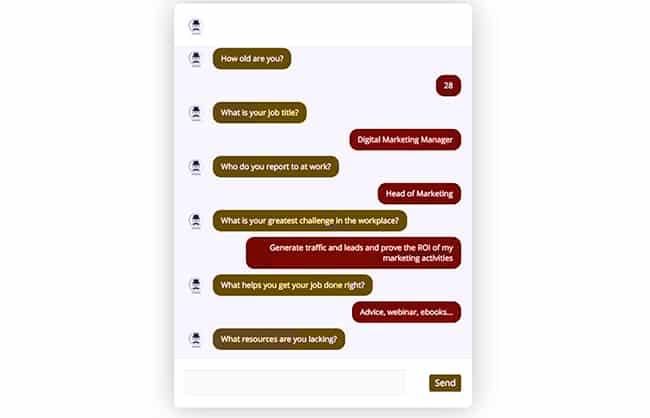 How old are you?
28
What is your job title?
Digital Marketing Manager
Who do you report to at work?
Head of Marketing
What is your greatest challenge in the workplace?
Generate traffic and leads and prove the ROI of my
marketing activities
What helps you get your job done right?
Advice, webinar, ebooks...
What resources are you lacking?
Send